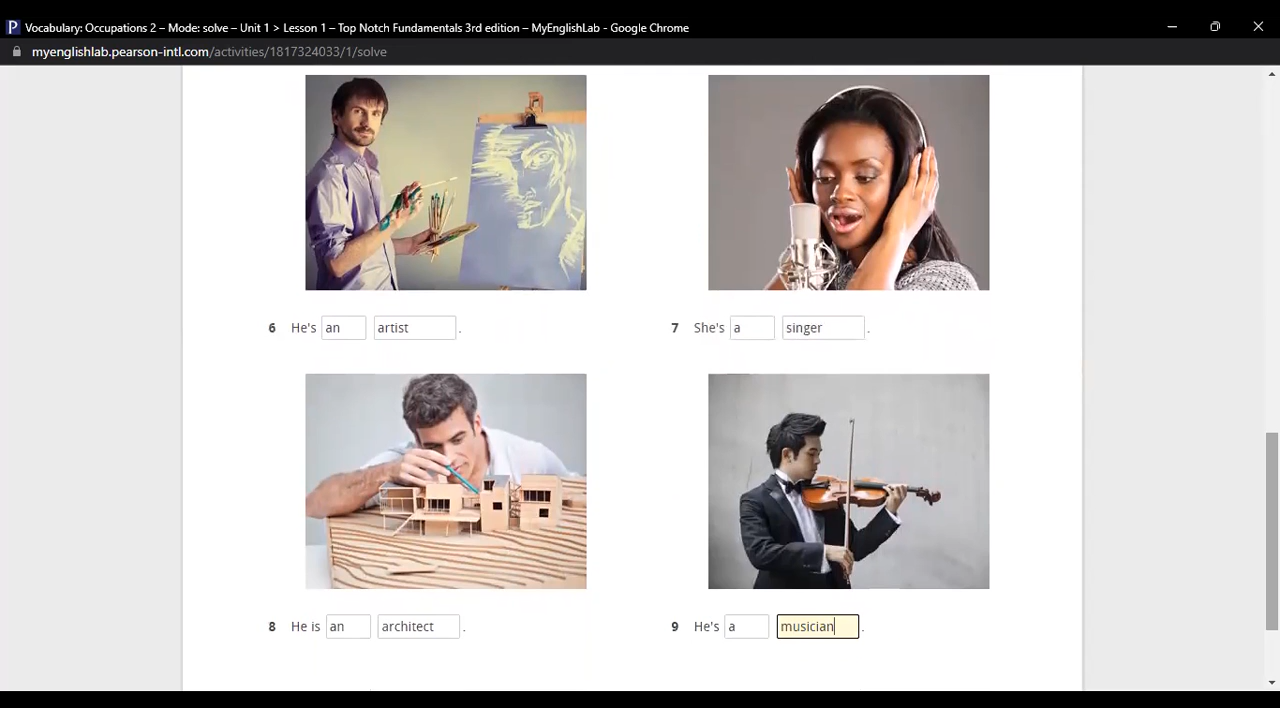 Vocabulary: Occupations 2 – Mode: solve – Unit 1 > Lesson 1 – Top Notch Fundamentals 3rd edition – MyEnglishLab - Google Chrome
myenglishlab.pearson-intl.com/activities/1817324033/1/solve
6 He's an artist .
7 She's a singer .
8 He is an architect .
9 He's a musician .